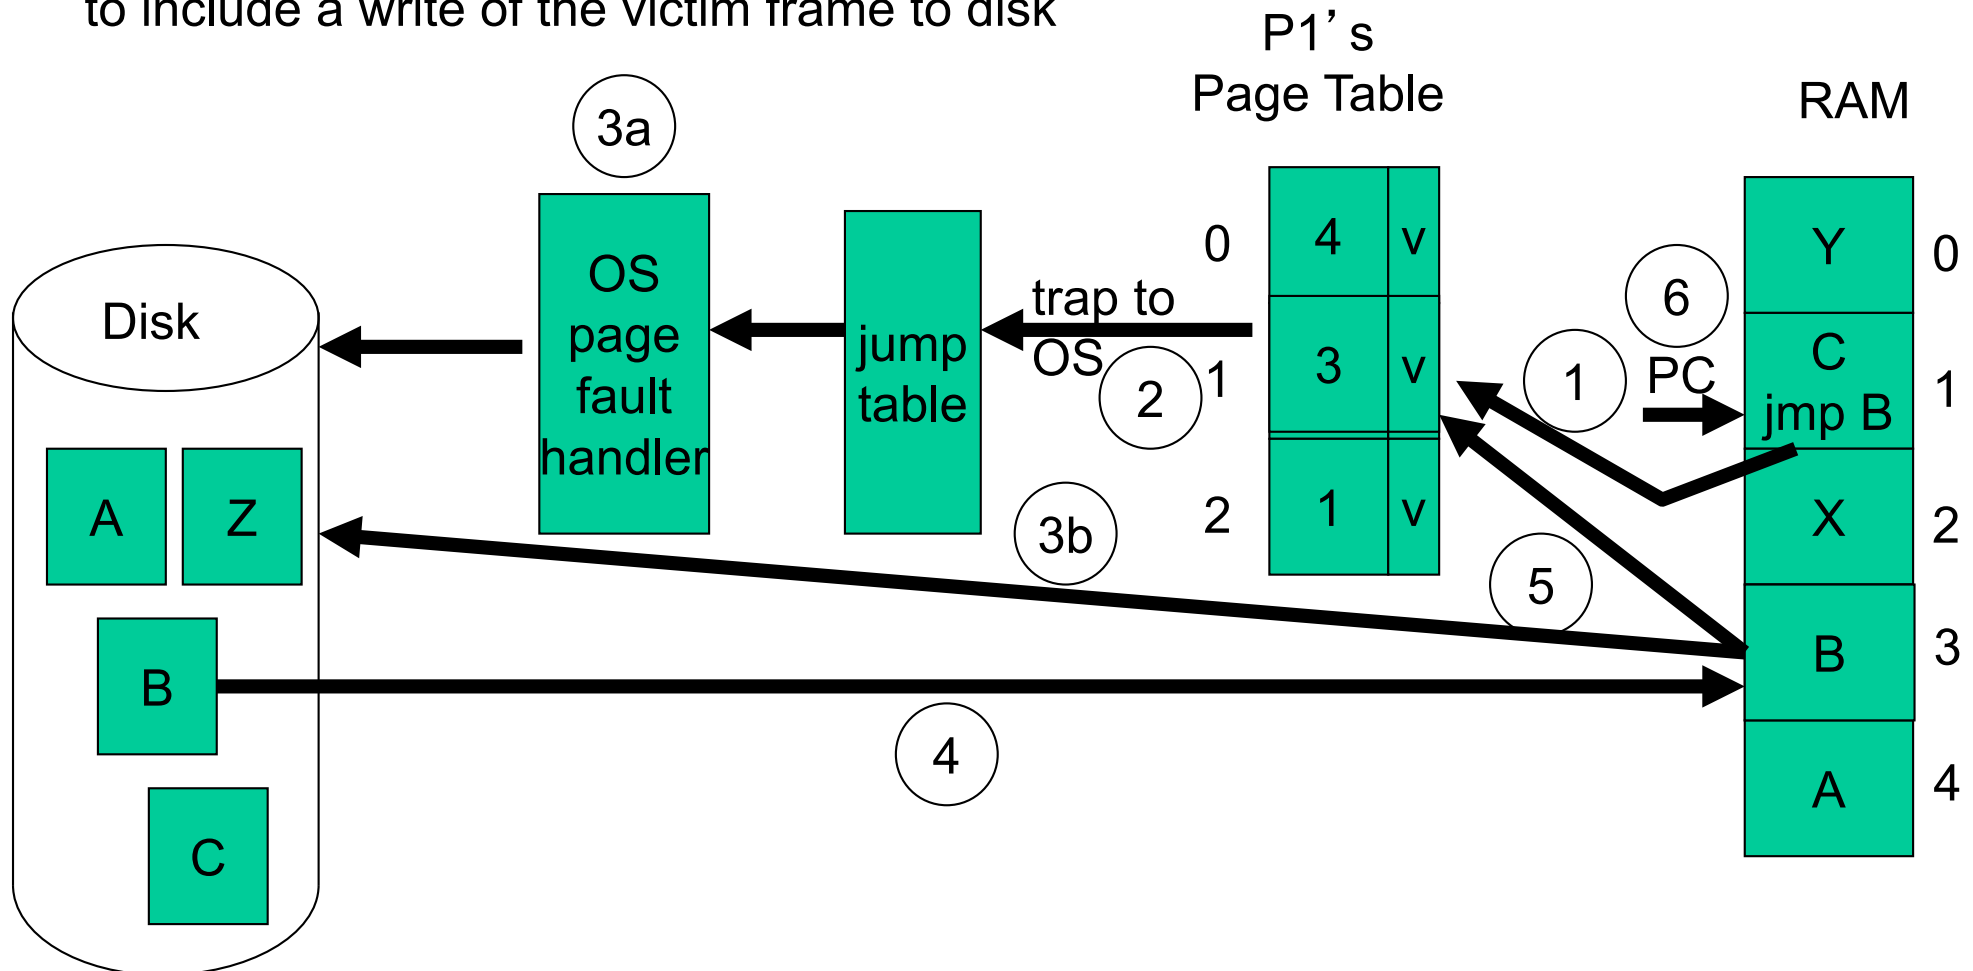 to include a write of the victim frame to disk
P1’s
Page Table
RAM
3a
OS
page
fault
handler
jump
table
trap to
OS
2
0
1
2
4 v
3 v
1 v
1
6
PC
Y
C
jmp B
X
B
A
0
1
2
3
4
Disk
A
Z
B
C
3b
5
4